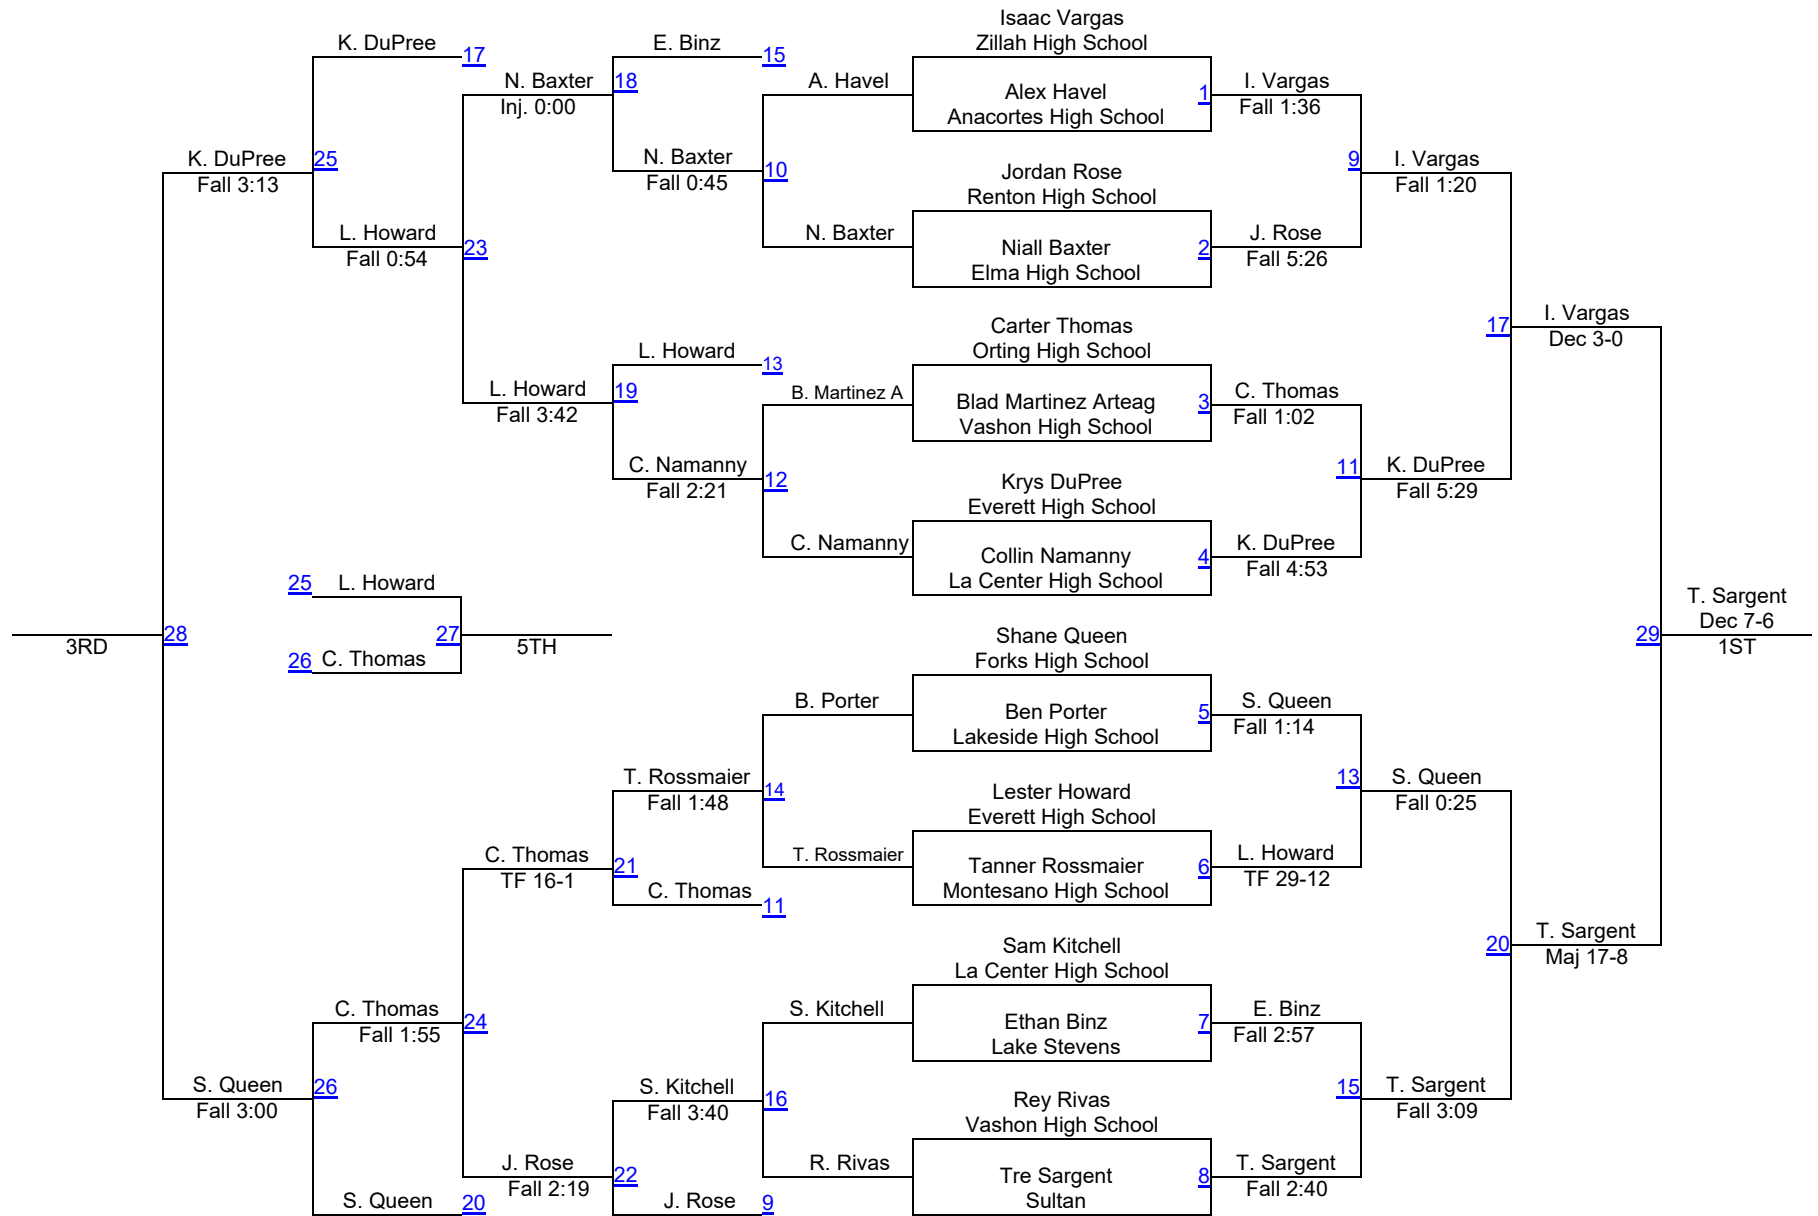 Isaac Vargas
K. DuPree
E. Binz
Zillah High School
17
15
N. Baxter
18
A. Havel
Alex Havel
1
I. Vargas
Inj. 0:00
Anacortes High School
Fall 1:36
K. DuPree
25
N. Baxter
10
Jordan Rose
9
I. Vargas
Fall 3:13
Fall 0:45
Renton High School
Fall 1:20
L. Howard
23
N. Baxter
Niall Baxter
2
J. Rose
Fall 0:54
Elma High School
Fall 5:26
Carter Thomas
17
I. Vargas
L. Howard
13
Orting High School
Dec 3-0
L. Howard
19
B. Martinez A
Blad Martinez Arteag
3
C. Thomas
Fall 3:42
Vashon High School
Fall 1:02
C. Namanny
12
Krys DuPree
11
K. DuPree
Fall 2:21
Everett High School
Fall 5:29
C. Namanny
Collin Namanny
4
K. DuPree
La Center High School
Fall 4:53
25
L. Howard
T. Sargent
Dec 7-6
28
27
Shane Queen
29
3RD
26
C. Thomas
5TH
Forks High School
1ST
B. Porter
Ben Porter
5
S. Queen
Lakeside High School
Fall 1:14
T. Rossmaier
14
Lester Howard
13
S. Queen
Fall 1:48
Everett High School
Fall 0:25
C. Thomas
21
T. Rossmaier
Tanner Rossmaier
6
L. Howard
TF 16-1
C. Thomas
11
Montesano High School
TF 29-12
Sam Kitchell
20
T. Sargent
La Center High School
Maj 17-8
C. Thomas
24
S. Kitchell
Ethan Binz
7
E. Binz
Fall 1:55
Lake Stevens
Fall 2:57
S. Queen
26
S. Kitchell
16
Rey Rivas
15
T. Sargent
Fall 3:00
Fall 3:40
Vashon High School
Fall 3:09
J. Rose
22
R. Rivas
Tre Sargent
8
T. Sargent
Fall 2:19
Sultan
Fall 2:40
S. Queen
20
J. Rose
9